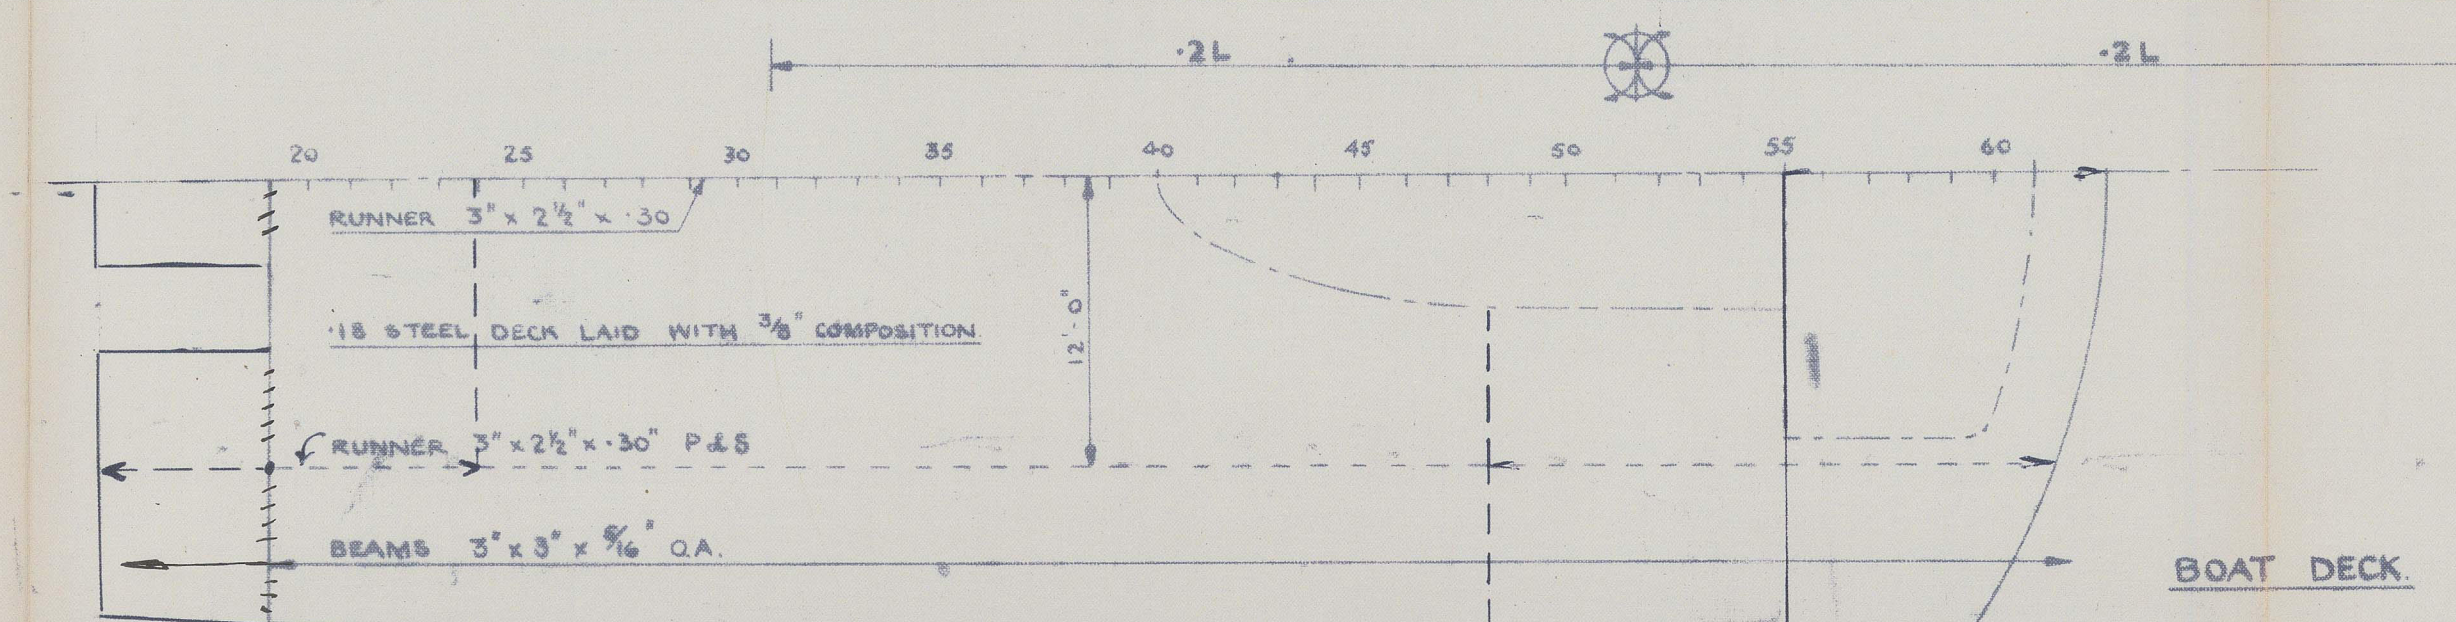 .2L .2L
20 25 30 35 40 45 50 55 60
RUNNER 3" x 2½" x .30
12'-0"
.18 STEEL DECK LAID WITH 3/8" COMPOSITION
RUNNER 3" x 2½" x .30" P & S
BEAMS 3" x 3" x 5/16" O.A.
BOAT DECK.